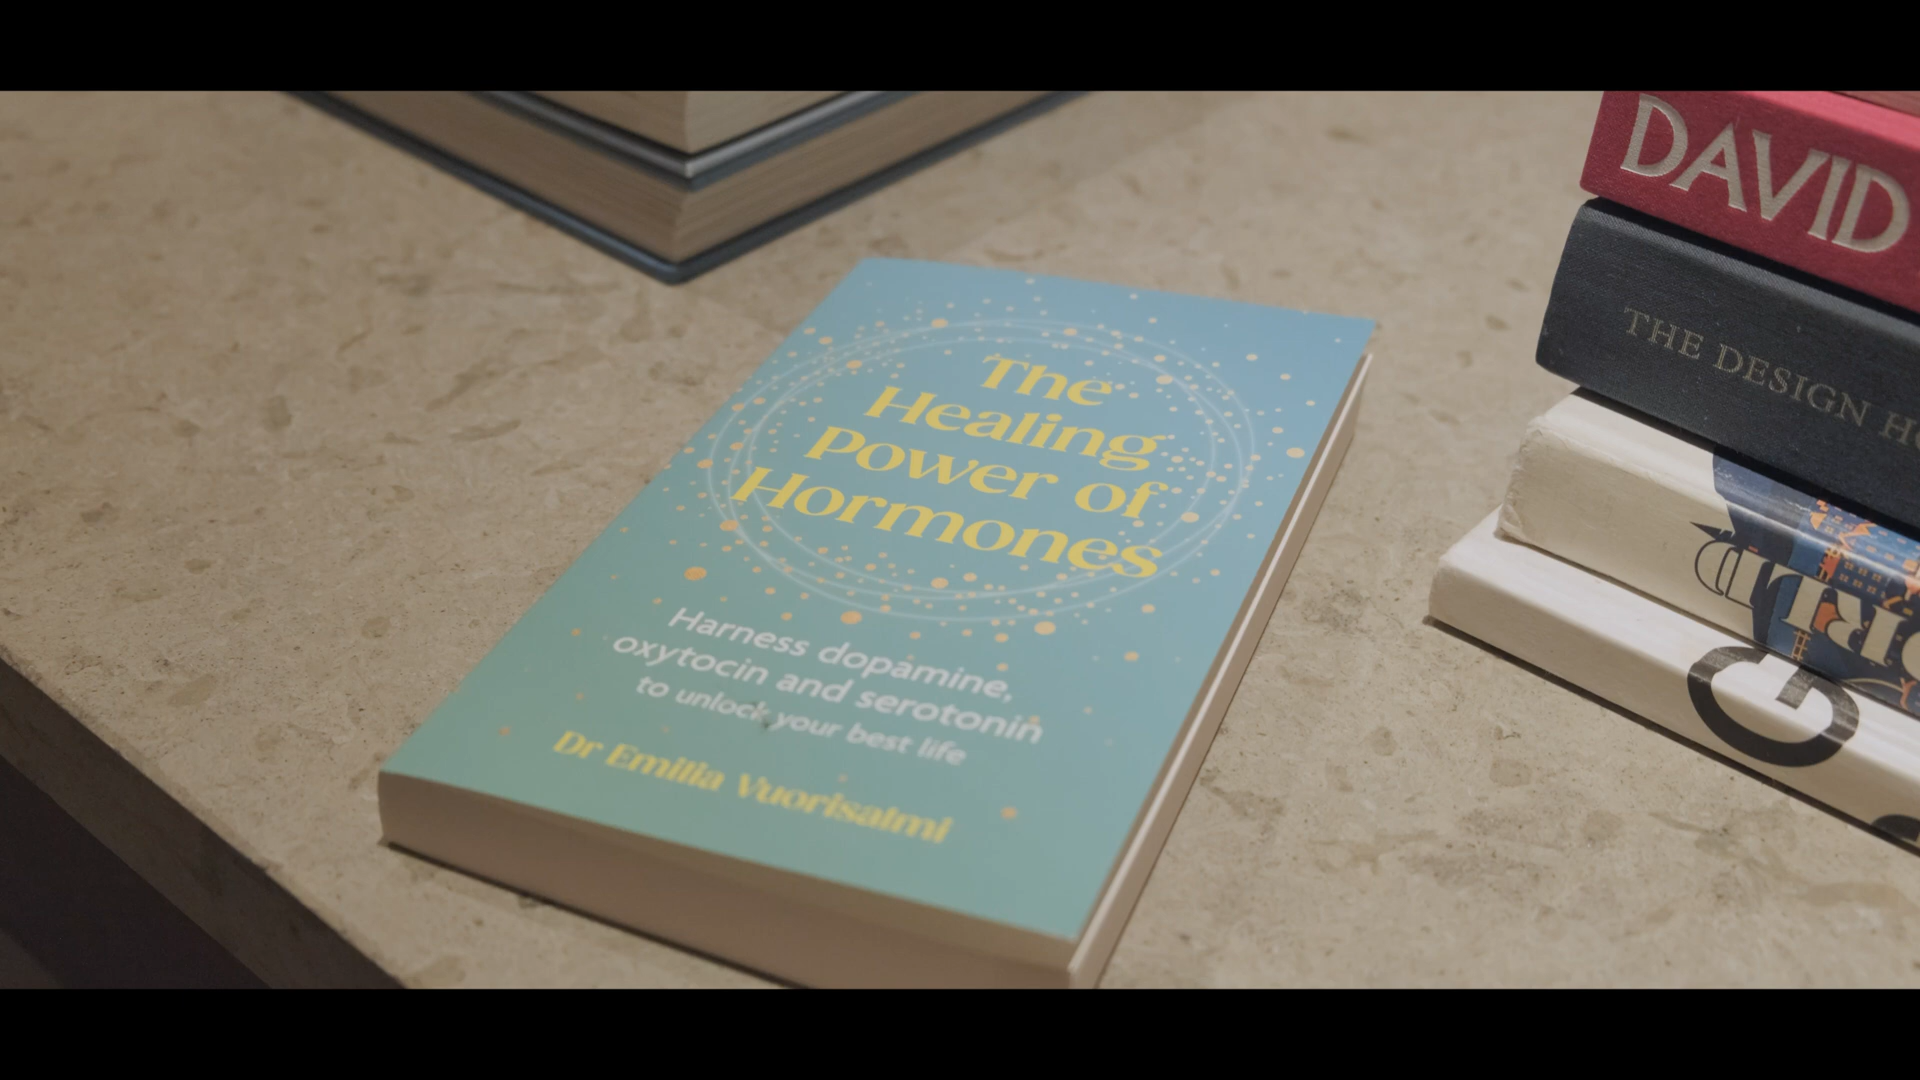 The
Healing
Power of
Hormones
Harness dopamine,
oxytocin and serotonin
to unlock your best life
Dr Emilia Vuorisalmi
DAVID
THE DESIGN
G